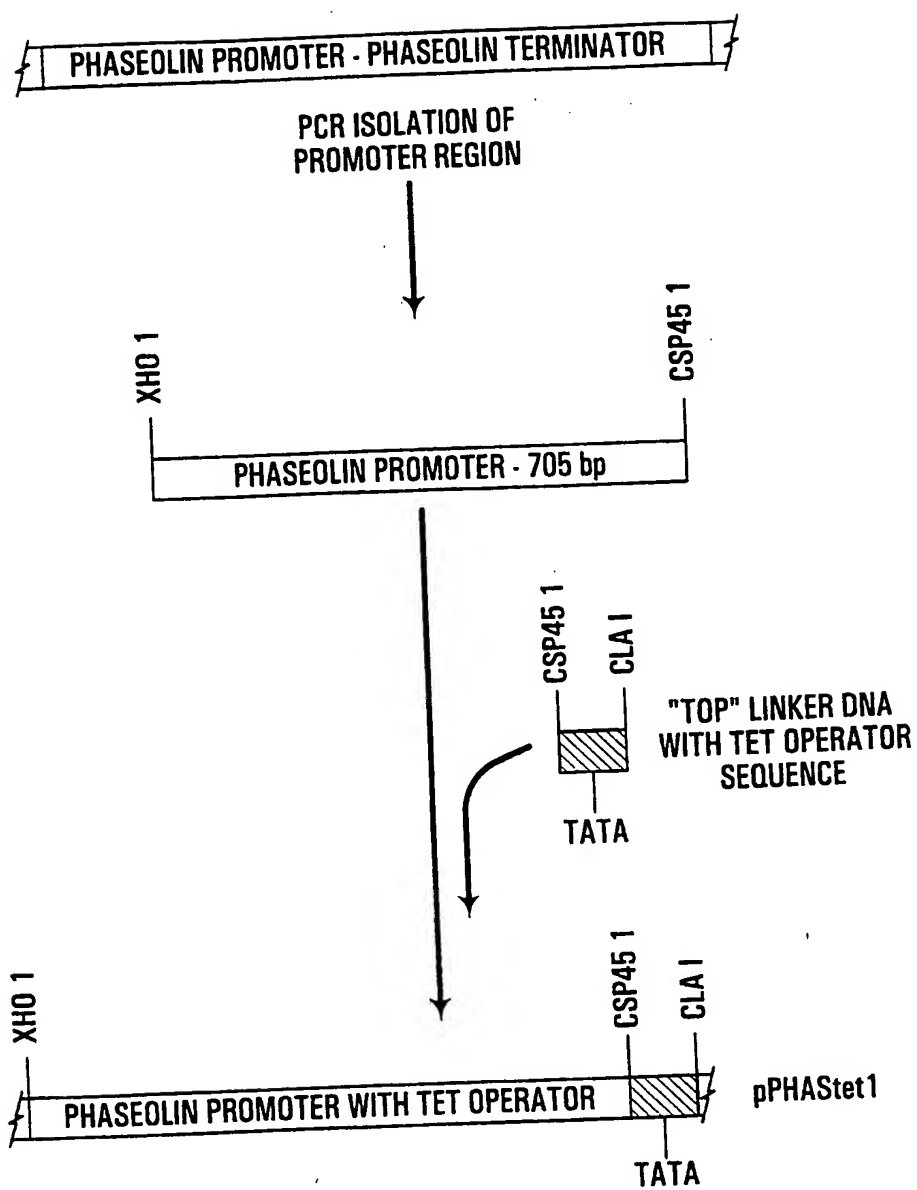 PHASEOLIN PROMOTER - PHASEOLIN TERMINATOR
PCR ISOLATION OF
PROMOTER REGION
XHO 1
CSP45 1
PHASEOLIN PROMOTER - 705 bp
CSP45 1
CLA I
"TOP" LINKER DNA
WITH TET OPERATOR
SEQUENCE
TATA
XHO 1
CSP45 1
CLA I
PHASEOLIN PROMOTER WITH TET OPERATOR
pPHAStet1
TATA